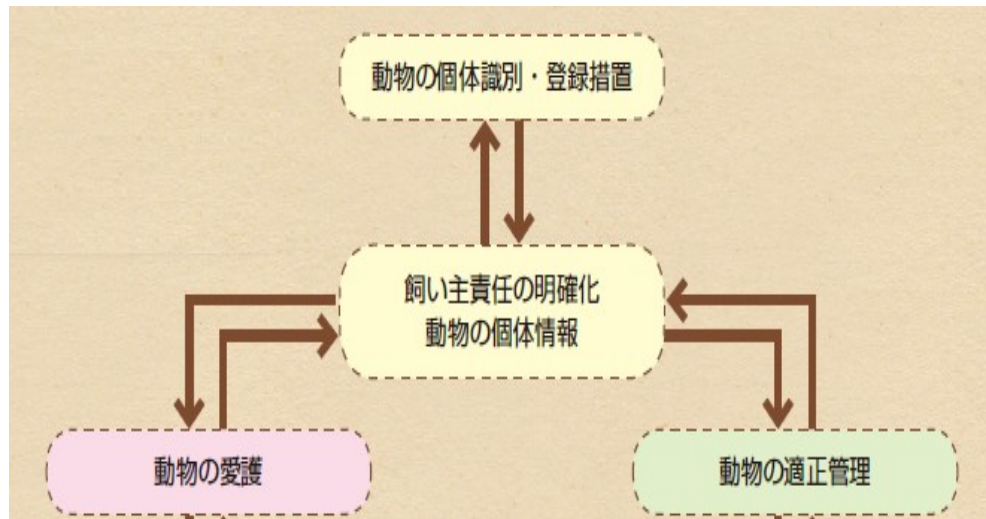 動物の個体識別・登録措置
飼い主責任の明確化
動物の個体情報
動物の愛護
動物の適正管理